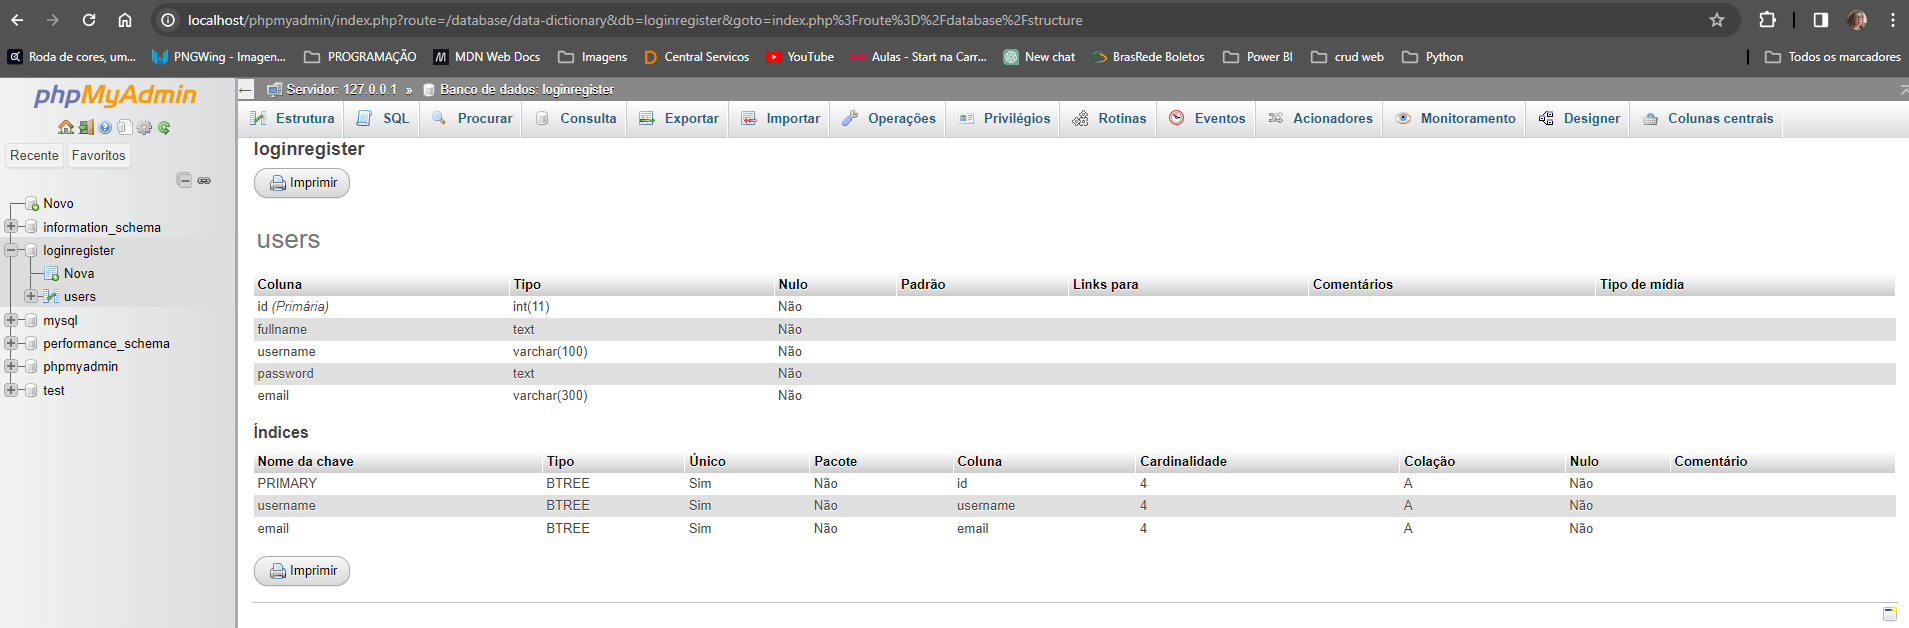 localhost/phpmyadmin/index.php?route=/database/data-dictionary&db=loginregister&goto=index.php%3Froute%3D%2Fdatabase%2Fstructure
Roda de cores, um... PNGWing - Imagen... PROGRAMAÇÃO MDN Web Docs Imagens Central Servicos YouTube Aulas - Start na Carr... New chat BrasRede Boletos Power BI crud web Python Todos os marcadores
phpMyAdmin
Recente Favoritos
Novo
information_schema
loginregister
Nova
users
mysql
performance_schema
phpmyadmin
test
Servidor: 127.0.0.1 » Banco de dados: loginregister
Estrutura SQL Procurar Consulta Exportar Importar Operações Privilégios Rotinas Eventos Acionadores Monitoramento Designer Colunas centrais
loginregister
Imprimir
users
Coluna Tipo Nulo Padrão Links para Comentários Tipo de mídia
id (Primária) int(11) Não
fullname text Não
username varchar(100) Não
password text Não
email varchar(300) Não
Índices
Nome da chave Tipo Único Pacote Coluna Cardinalidade Colação Nulo Comentário
PRIMARY BTREE Sim Não id 4 A Não
username BTREE Sim Não username 4 A Não
email BTREE Sim Não email 4 A Não
Imprimir